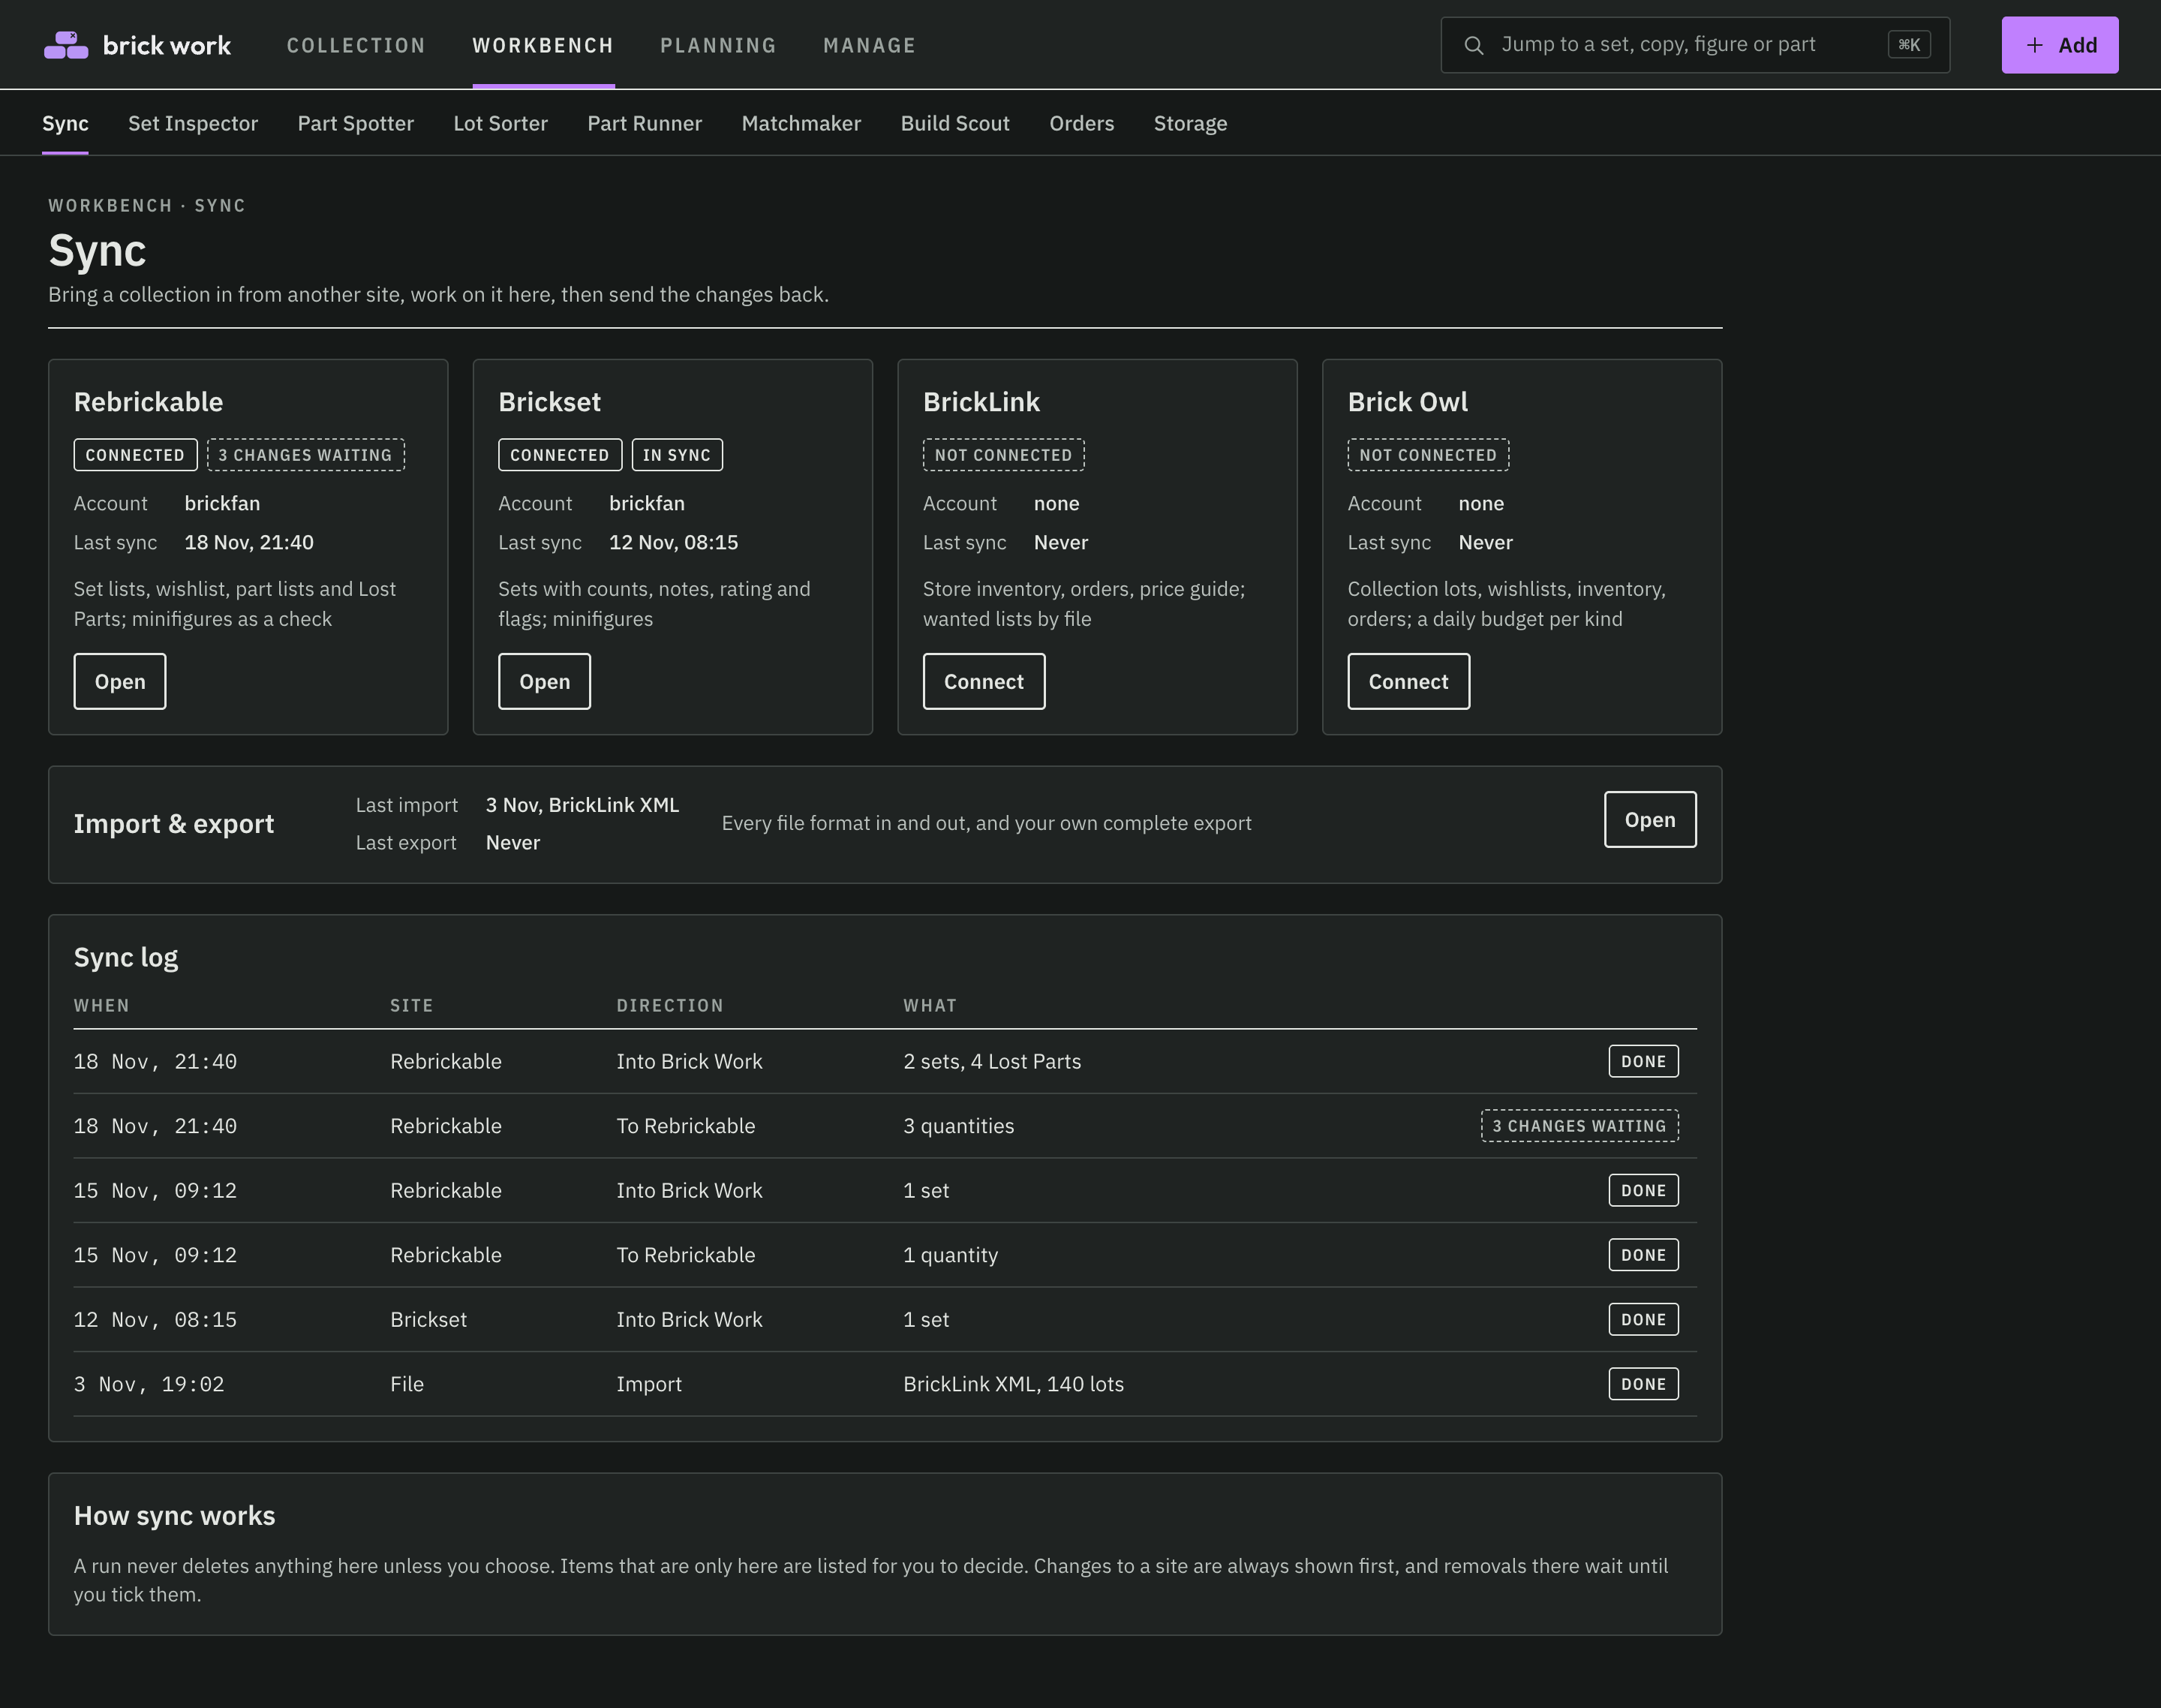 brick work COLLECTION WORKBENCH PLANNING MANAGE Jump to a set, copy, figure or part ⌘K + Add
Sync Set Inspector Part Spotter Lot Sorter Part Runner Matchmaker Build Scout Orders Storage
WORKBENCH · SYNC
Sync
Bring a collection in from another site, work on it here, then send the changes back.
Rebrickable
CONNECTED 3 CHANGES WAITING
Account brickfan
Last sync 18 Nov, 21:40
Set lists, wishlist, part lists and Lost
Parts; minifigures as a check
Open
Brickset
CONNECTED IN SYNC
Account brickfan
Last sync 12 Nov, 08:15
Sets with counts, notes, rating and
flags; minifigures
Open
BrickLink
NOT CONNECTED
Account none
Last sync Never
Store inventory, orders, price guide;
wanted lists by file
Connect
Brick Owl
NOT CONNECTED
Account none
Last sync Never
Collection lots, wishlists, inventory,
orders; a daily budget per kind
Connect
Import & export
Last import 3 Nov, BrickLink XML
Last export Never
Every file format in and out, and your own complete export
Open
Sync log
WHEN SITE DIRECTION WHAT
18 Nov, 21:40 Rebrickable Into Brick Work 2 sets, 4 Lost Parts DONE
18 Nov, 21:40 Rebrickable To Rebrickable 3 quantities 3 CHANGES WAITING
15 Nov, 09:12 Rebrickable Into Brick Work 1 set DONE
15 Nov, 09:12 Rebrickable To Rebrickable 1 quantity DONE
12 Nov, 08:15 Brickset Into Brick Work 1 set DONE
3 Nov, 19:02 File Import BrickLink XML, 140 lots DONE
How sync works
A run never deletes anything here unless you choose. Items that are only here are listed for you to decide. Changes to a site are always shown first, and removals there wait until
you tick them.